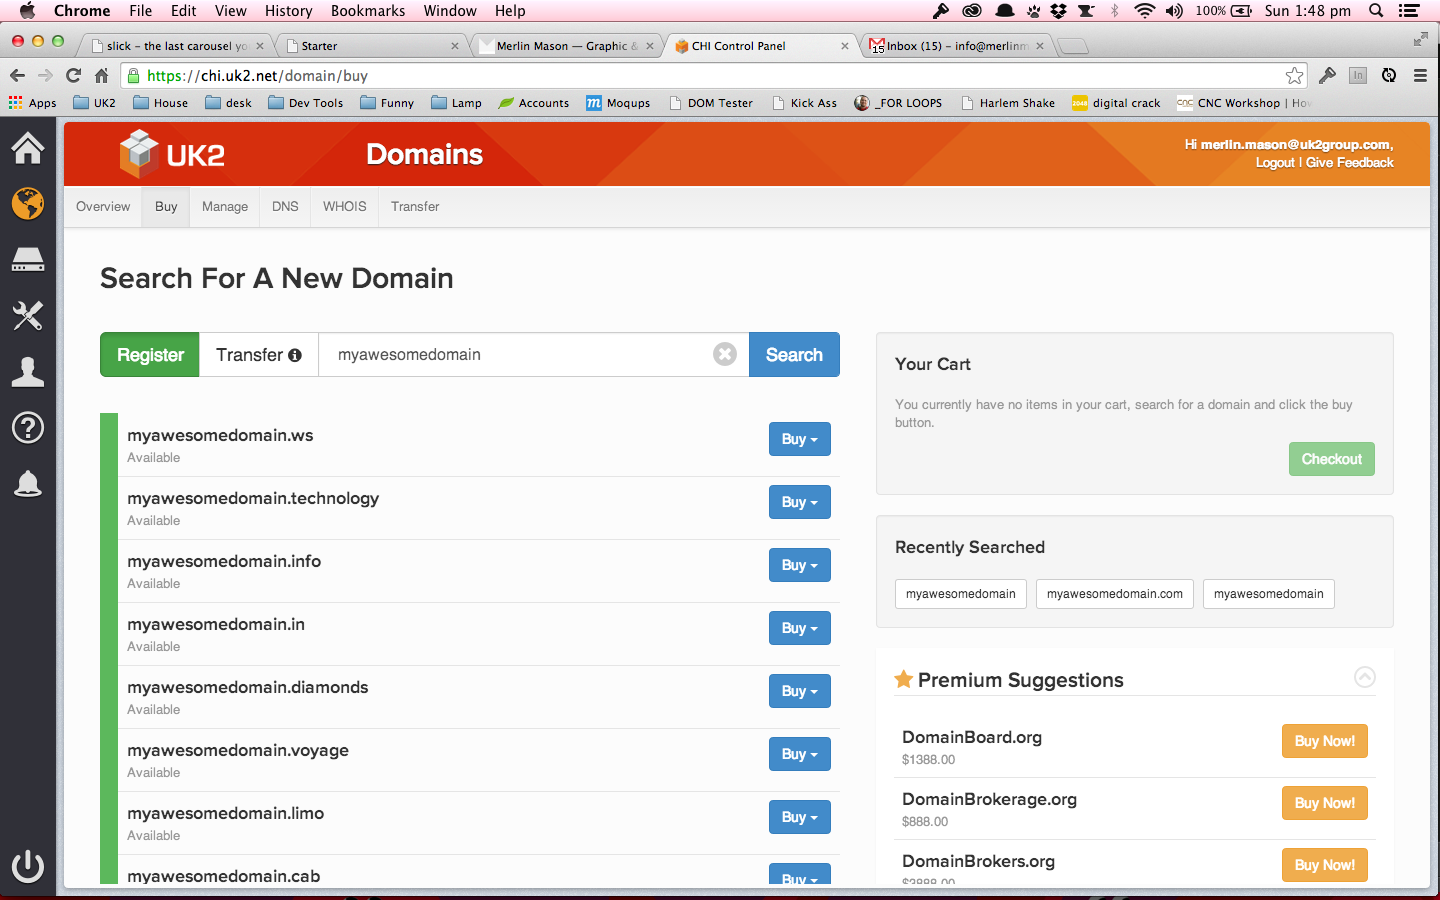 Chrome File Edit View History Bookmarks Window Help 100% Sun 1:48 pm
slick – the last carousel yo Starter Merlin Mason — Graphic & CHI Control Panel 15 Inbox (15) – info@merlinm
https://chi.uk2.net/domain/buy
Apps UK2 House desk Dev Tools Funny Lamp Accounts Moqups DOM Tester Kick Ass _FOR LOOPS Harlem Shake 2048 digital crack CNC CNC Workshop | How
UK2 Domains
Hi merlin.mason@uk2group.com,
Logout | Give Feedback
Overview Buy Manage DNS WHOIS Transfer
Search For A New Domain
Register Transfer myawesomedomain Search
myawesomedomain.ws
Available
Buy
myawesomedomain.technology
Available
Buy
myawesomedomain.info
Available
Buy
myawesomedomain.in
Available
Buy
myawesomedomain.diamonds
Available
Buy
myawesomedomain.voyage
Available
Buy
myawesomedomain.limo
Available
Buy
myawesomedomain.cab
Buy
Your Cart
You currently have no items in your cart, search for a domain and click the buy
button.
Checkout
Recently Searched
myawesomedomain myawesomedomain.com myawesomedomain
Premium Suggestions
DomainBoard.org
$1388.00
Buy Now!
DomainBrokerage.org
$888.00
Buy Now!
DomainBrokers.org
$3888.00
Buy Now!